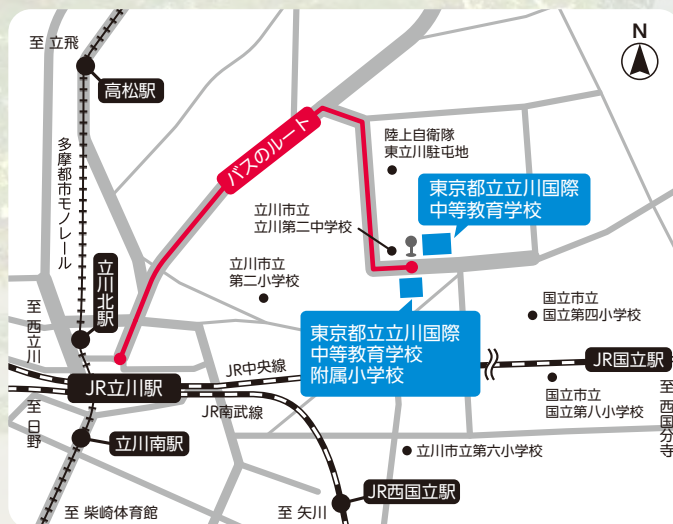 至 立飛
N
高松駅
バスのルート
陸上自衛隊
東立川駐屯地
多摩都市モノレール
東京都立立川国際
中等教育学校
立川市立
立川第二中学校
立川市立
第二小学校
立川北駅
至 西立川
国立市立
国立第四小学校
東京都立立川国際
中等教育学校
附属小学校
JR中央線
JR国立駅
JR立川駅
国立市立
国立第八小学校
至 西国分寺
JR南武線
至 日野
立川南駅
立川市立第六小学校
JR西国立駅
至 柴崎体育館
至 矢川